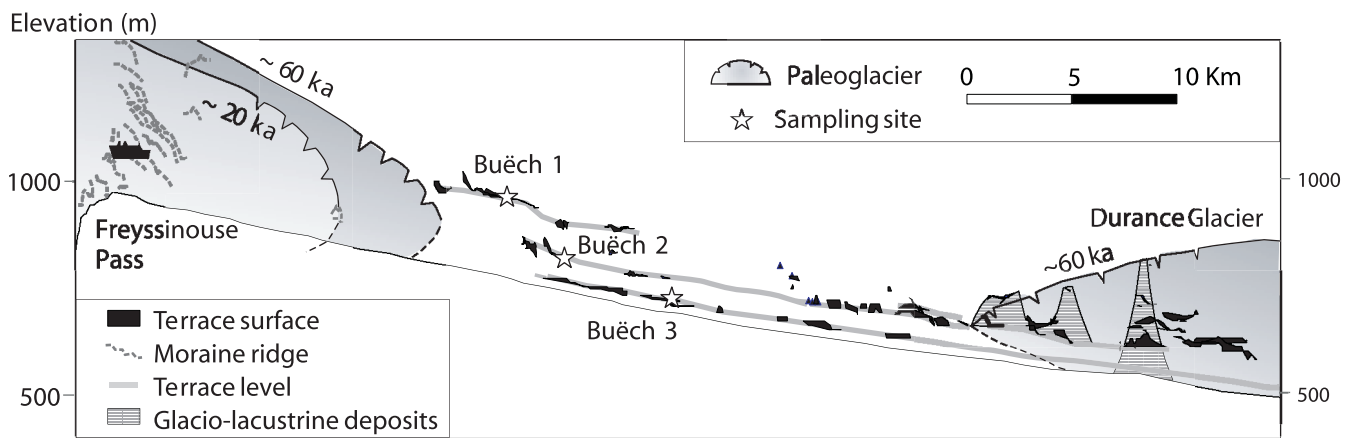 Elevation (m)
~ 60 ka
~ 20 ka
Paleoglacier
0 5 10 Km
Sampling site
Buëch 1
1000
1000
Durance Glacier
Freyssinouse
Pass
Buëch 2
~60 ka
Terrace surface
Buëch 3
Moraine ridge
Terrace level
500
500
Glacio-lacustrine deposits